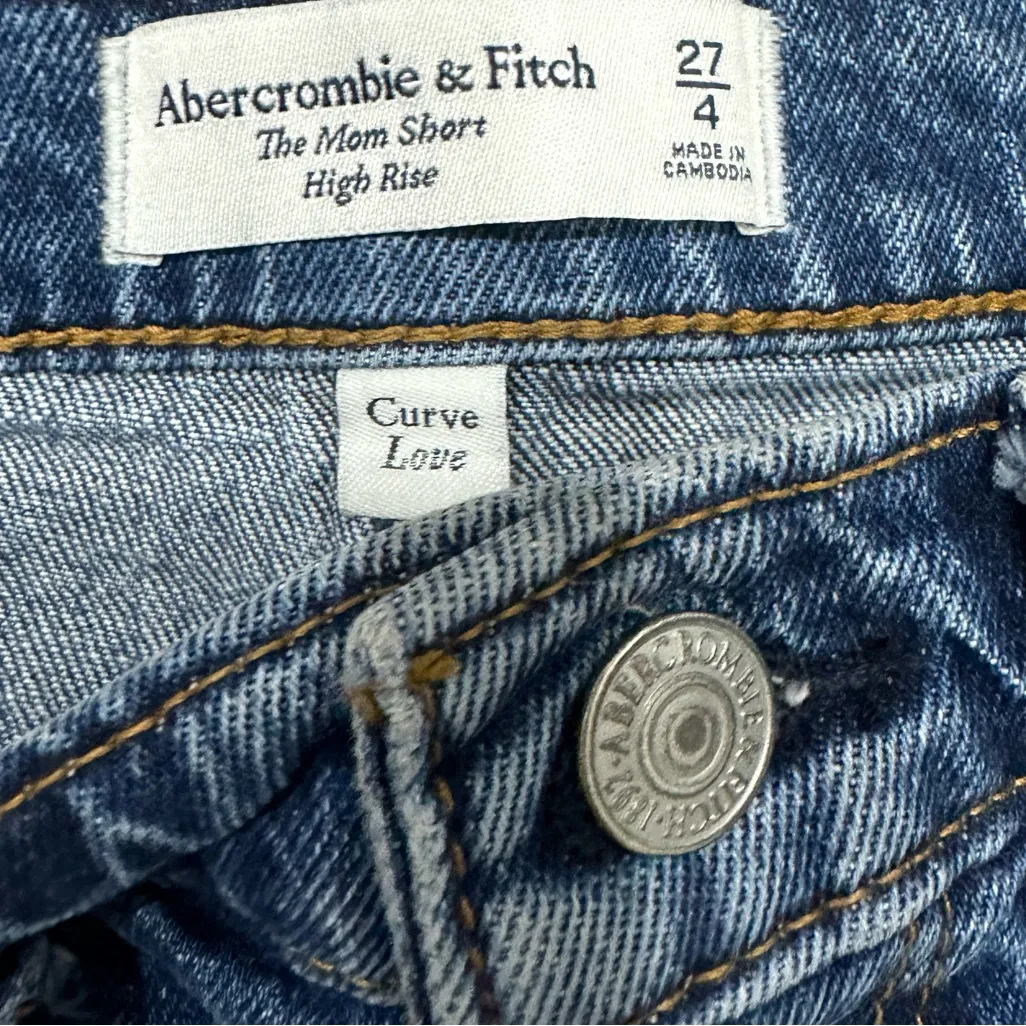 Abercrombie & Fitch
The Mom Short
High Rise
27
4
MADE IN
CAMBODIA
Curve
Love
ABERCROMBIE & FITCH · 1892 ·